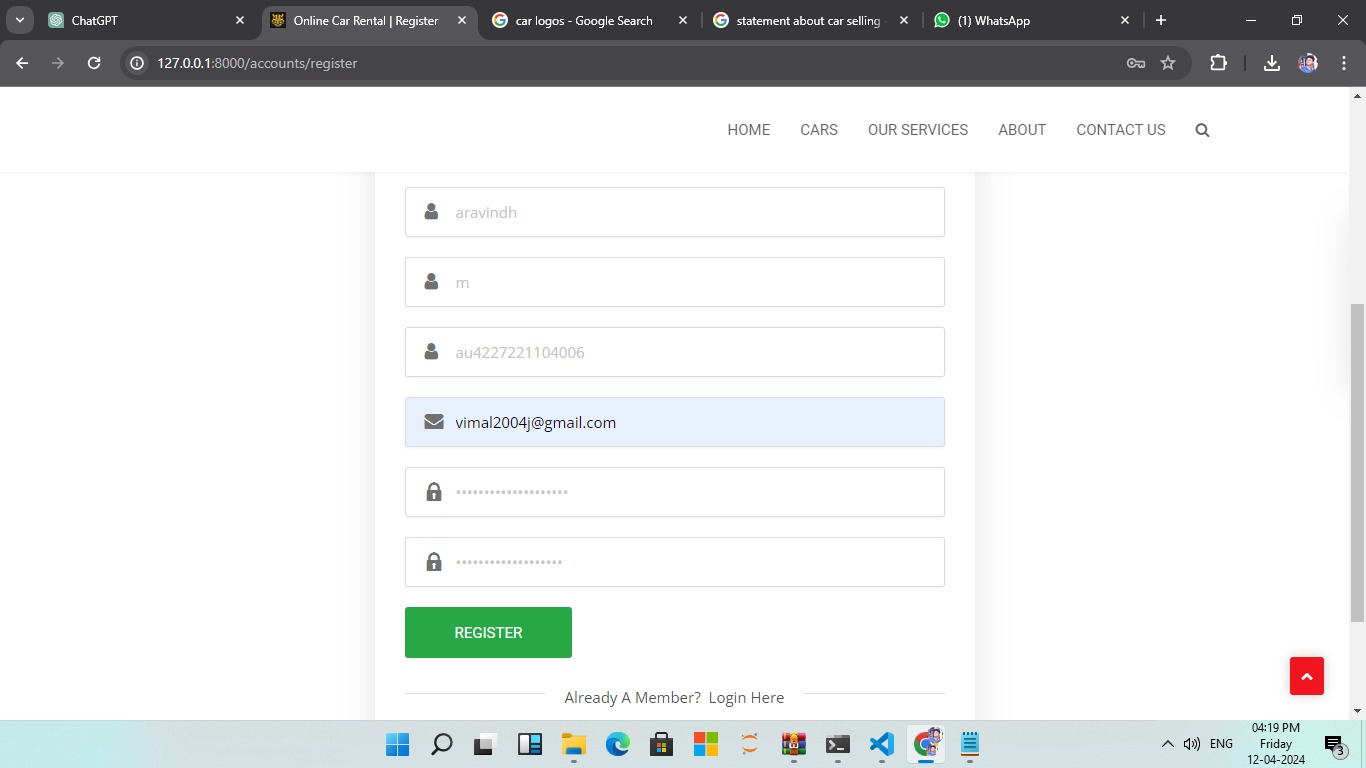 ChatGPT
Online Car Rental | Register
car logos - Google Search
statement about car selling
(1) WhatsApp
127.0.0.1:8000/accounts/register
HOME
CARS
OUR SERVICES
ABOUT
CONTACT US
aravindh
m
au4227221104006
vimal2004j@gmail.com
••••••••••••••••••••
•••••••••••••••••••
REGISTER
Already A Member? Login Here
ENG
04:19 PM
Friday
12-04-2024
3